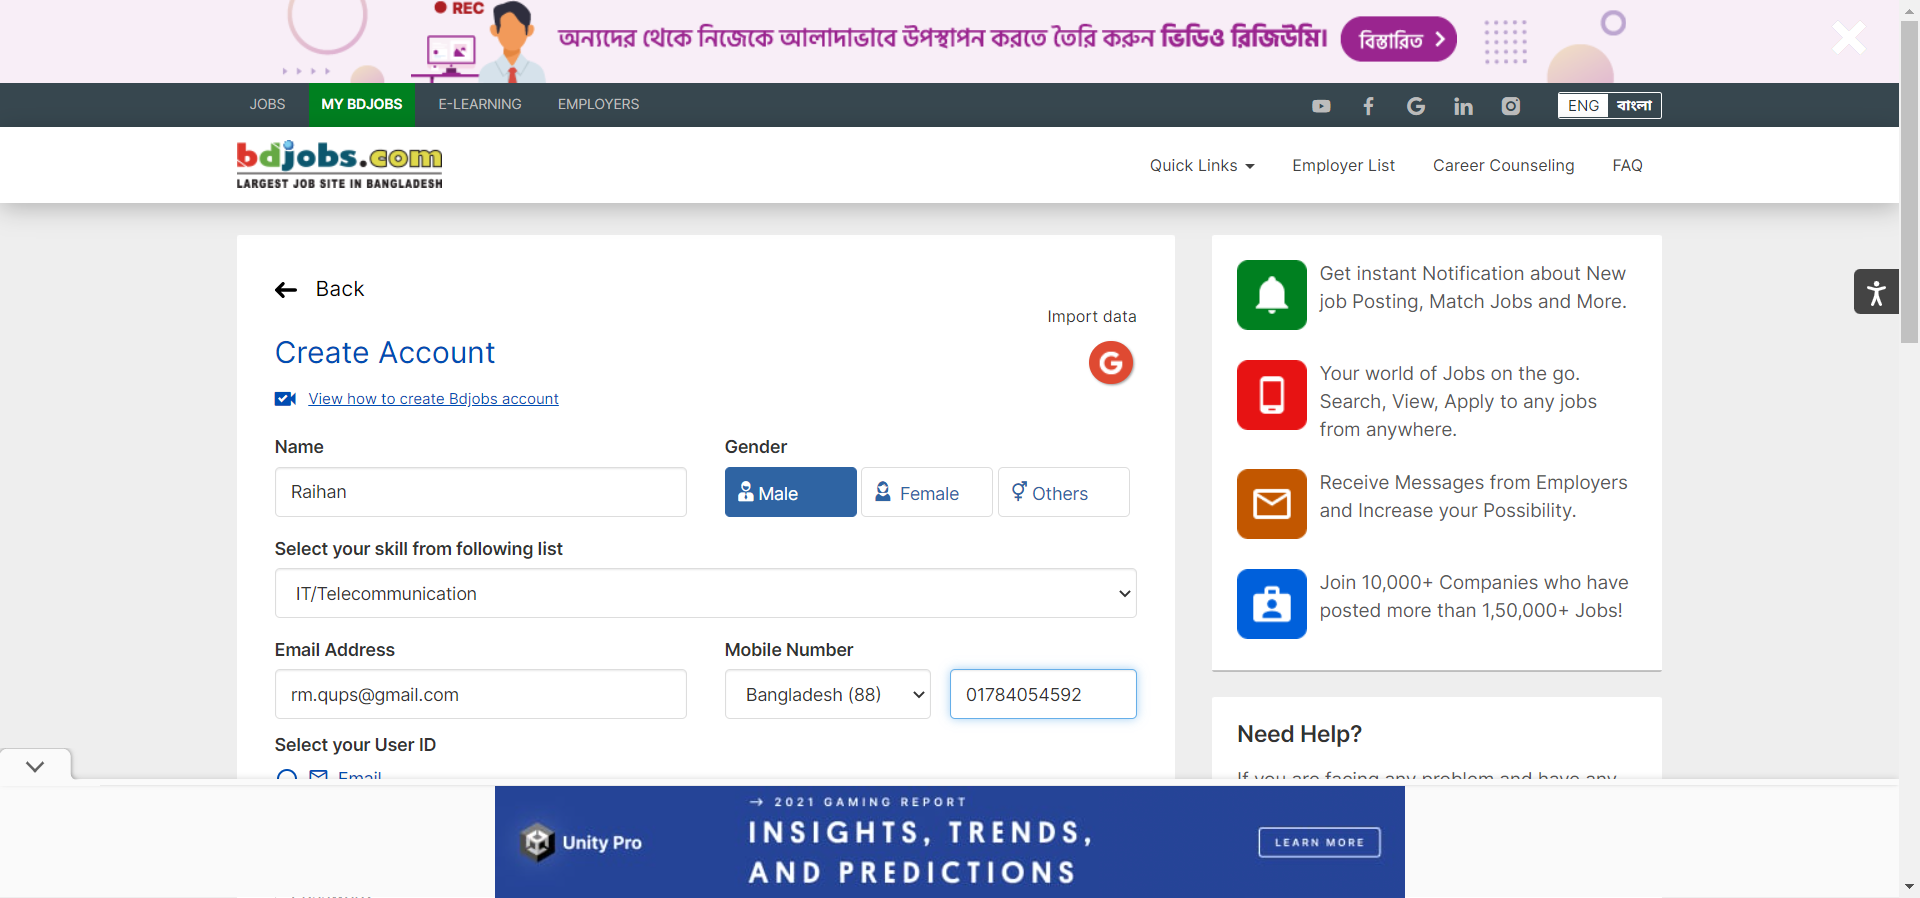 REC
অন্যদের থেকে নিজেকে আলাদাভাবে উপস্থাপন করতে তৈরি করুন ভিডিও রিজিউমি। বিস্তারিত
JOBS MY BDJOBS E-LEARNING EMPLOYERS ENG বাংলা
bdjobs.com
LARGEST JOB SITE IN BANGLADESH
Quick Links Employer List Career Counseling FAQ
Back
Import data
Create Account
View how to create Bdjobs account
Name Gender
Raihan Male Female Others
Select your skill from following list
IT/Telecommunication
Email Address Mobile Number
rm.qups@gmail.com Bangladesh (88) 01784054592
Select your User ID
Email
Get instant Notification about New
job Posting, Match Jobs and More.
Your world of Jobs on the go.
Search, View, Apply to any jobs
from anywhere.
Receive Messages from Employers
and Increase your Possibility.
Join 10,000+ Companies who have
posted more than 1,50,000+ Jobs!
Need Help?
If you are facing any problem and have any
Unity Pro
→ 2021 GAMING REPORT
INSIGHTS, TRENDS,
AND PREDICTIONS
LEARN MORE